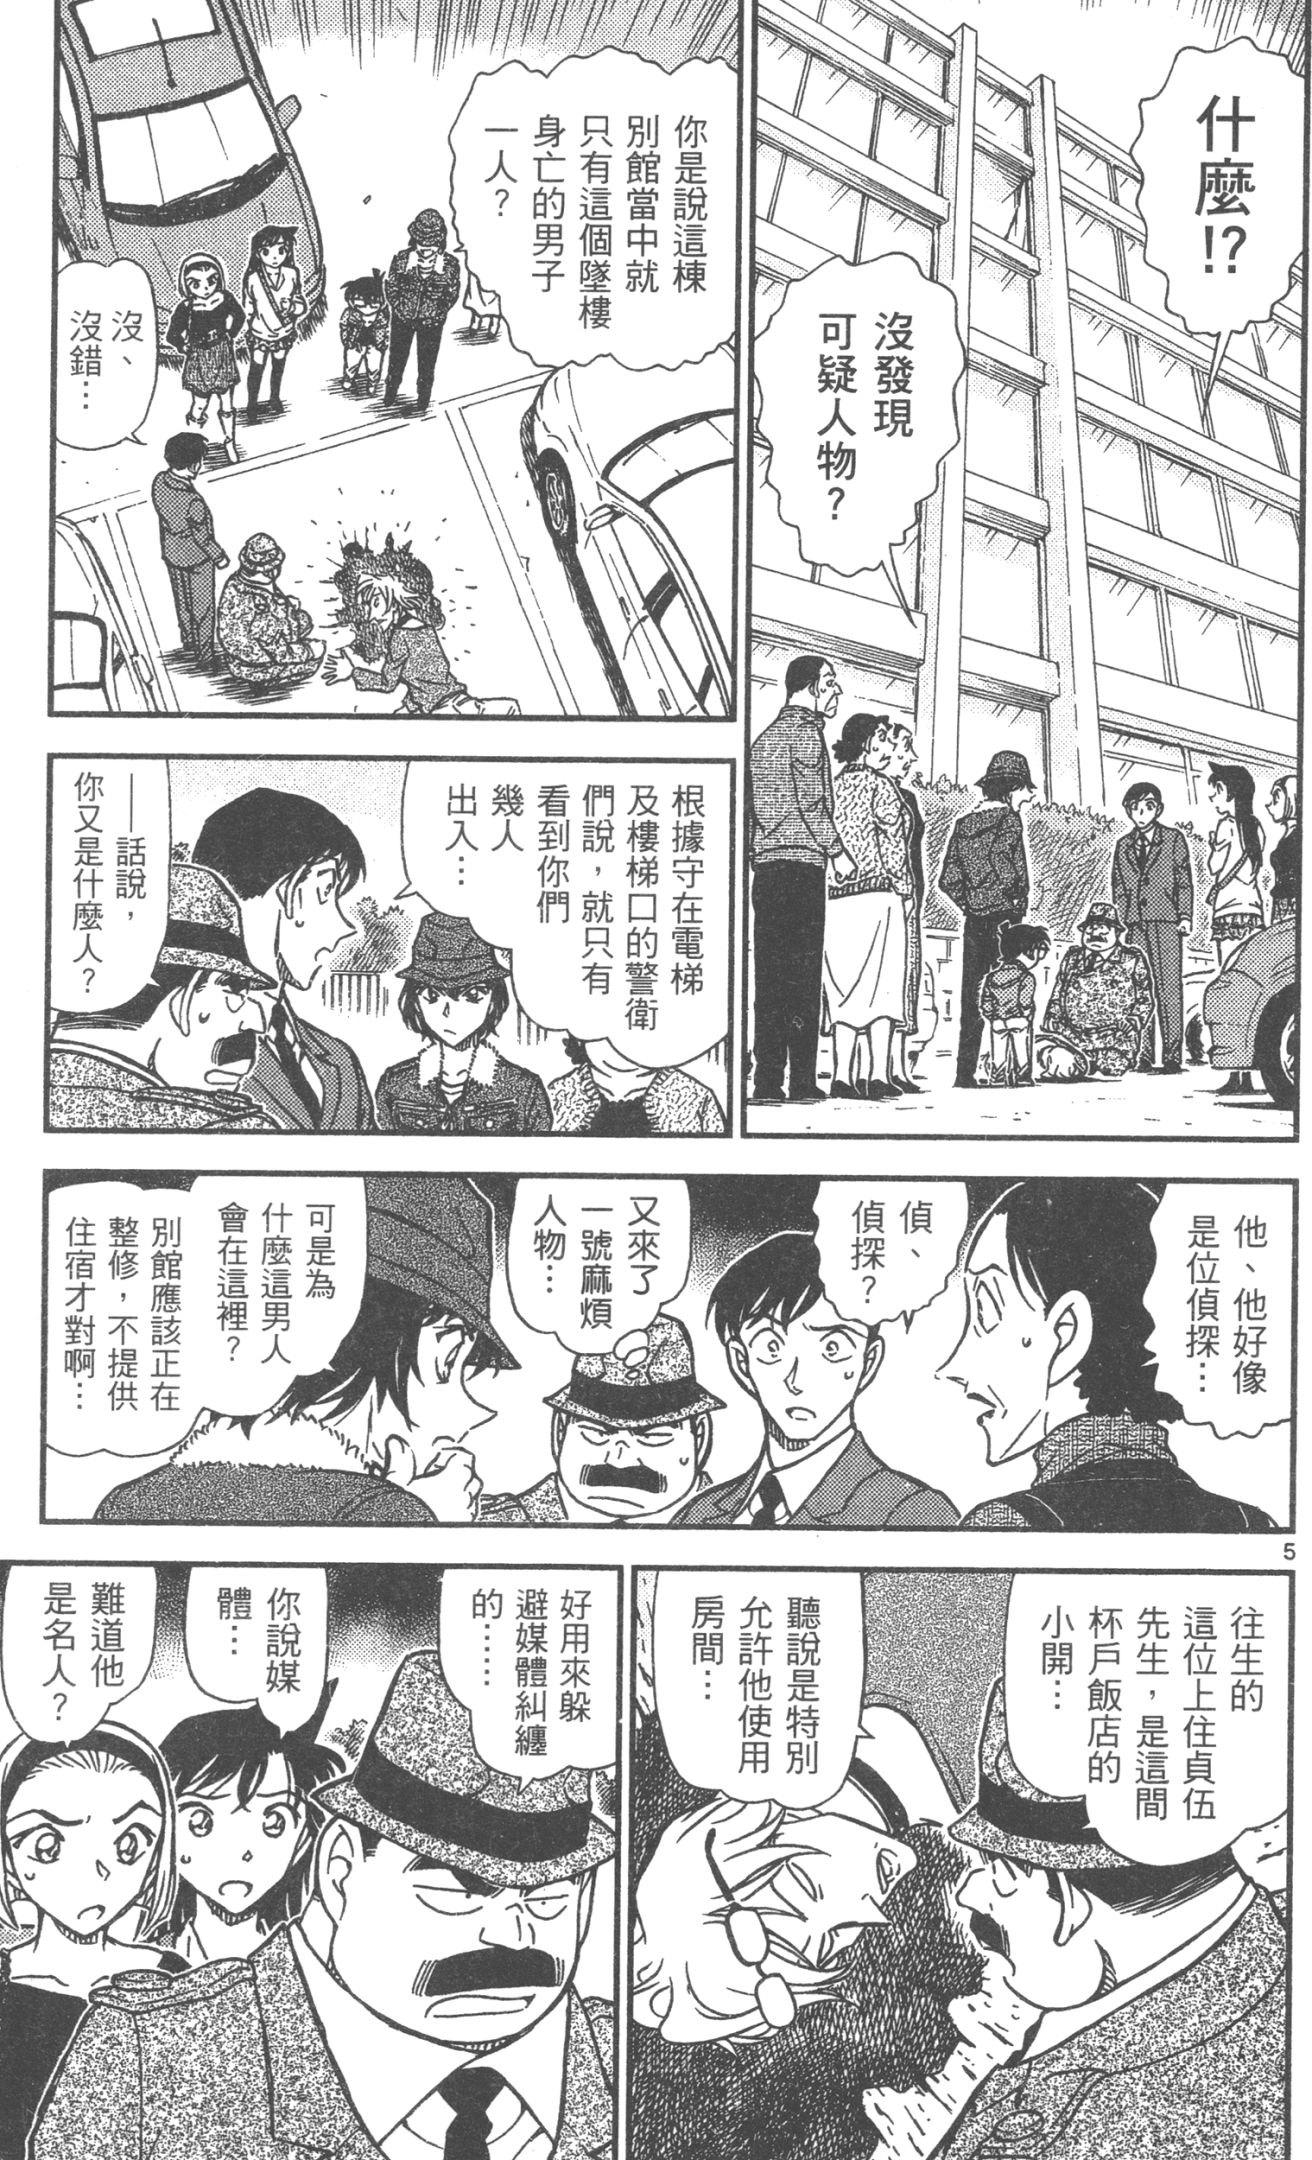 什麼!?
沒發現
可疑人物？
你是說這棟
別館當中就
只有這個墜樓
身亡的男子
一人？
沒、
沒錯…
根據守在電梯
及樓梯口的警衛
們說，就只有
看到你們
幾人
出入…
──話說，
你又是什麼人？
他、他好像
是位偵探…
偵、
探？
又來了
一號麻煩
人物…
可是為
什麼這男人
會在這裡？
別館應該正在
整修，不提供
住宿才對啊…
5
往生的
這位上住貞伍
先生，是這間
杯戶飯店的
小開…
聽說是特別
允許他使用
房間…
好用來躲
避媒體糾纏
的……
你說媒
體…
難道他
是名人？